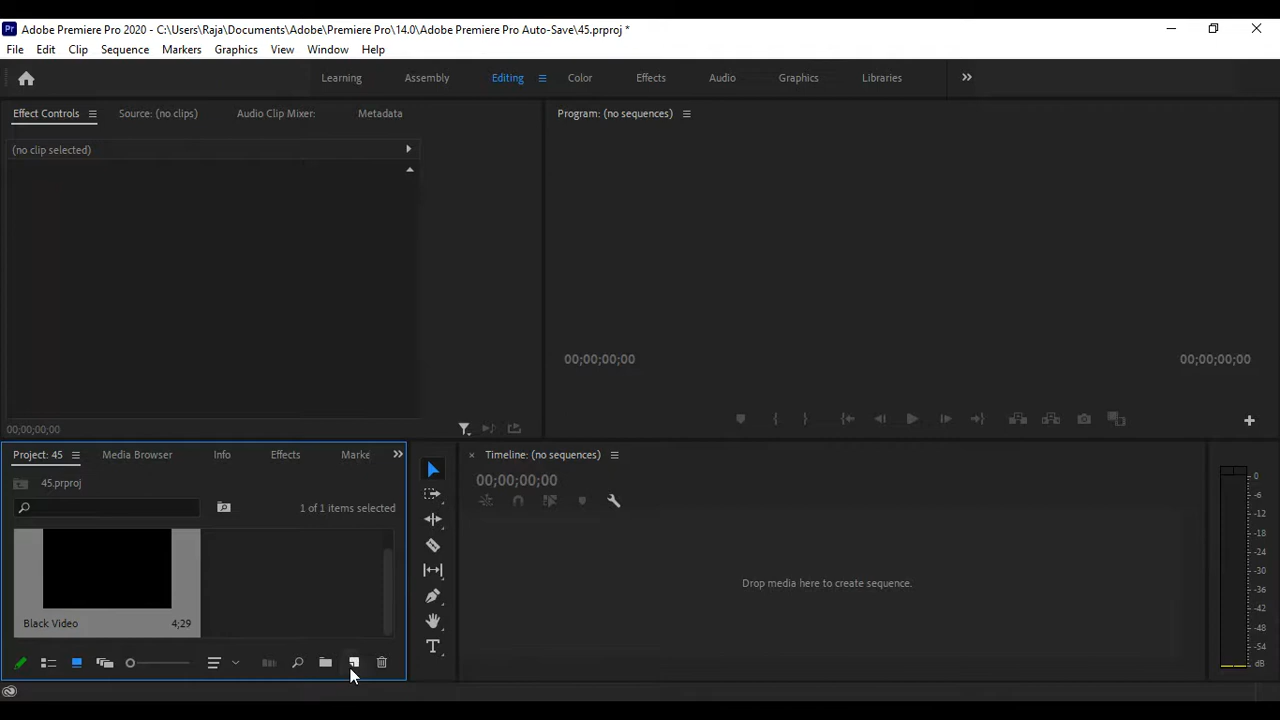 Pr Adobe Premiere Pro 2020 - C:\Users\Raja\Documents\Adobe\Premiere Pro\14.0\Adobe Premiere Pro Auto-Save\45.prproj *
File Edit Clip Sequence Markers Graphics View Window Help
Learning Assembly Editing Color Effects Audio Graphics Libraries
Effect Controls Source: (no clips) Audio Clip Mixer: Metadata
Program: (no sequences)
(no clip selected)
00;00;00;00 00;00;00;00
00;00;00;00
Project: 45 Media Browser Info Effects Marke
Timeline: (no sequences)
00;00;00;00
45.prproj
1 of 1 items selected
Drop media here to create sequence.
Black Video 4;29
0
-6
-12
-18
-24
-30
-36
-42
-48
-54
dB